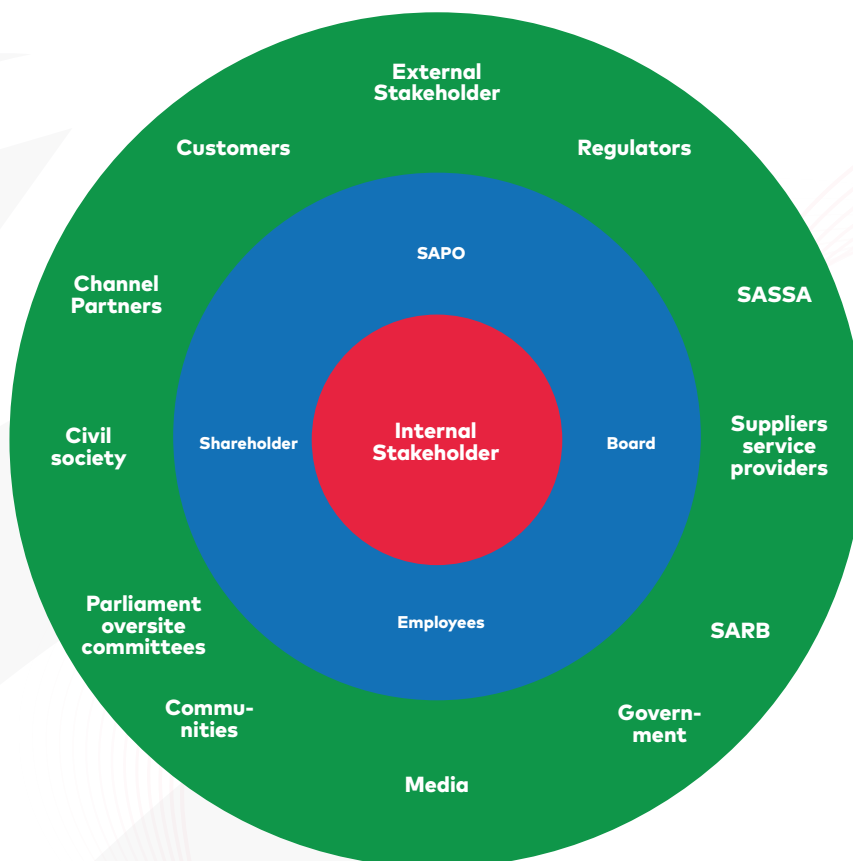 External
Stakeholder
Customers
Regulators
SAPO
Channel
Partners
SASSA
Civil
society
Shareholder
Internal
Stakeholder
Board
Suppliers
service
providers
Employees
Parliament
oversite
committees
SARB
Commu-
nities
Govern-
ment
Media